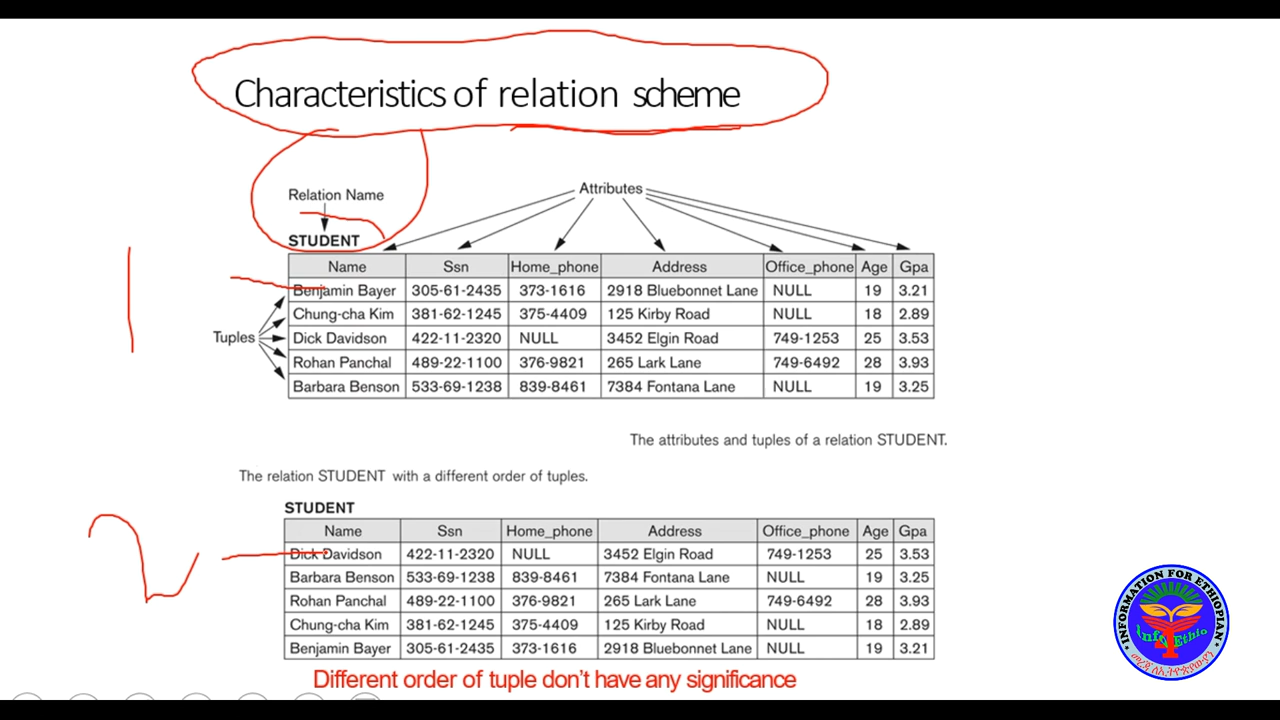 Characteristics of relation scheme
Relation Name
Attributes
STUDENT
Name Ssn Home_phone Address Office_phone Age Gpa
Benjamin Bayer 305-61-2435 373-1616 2918 Bluebonnet Lane NULL 19 3.21
Chung-cha Kim 381-62-1245 375-4409 125 Kirby Road NULL 18 2.89
Tuples Dick Davidson 422-11-2320 NULL 3452 Elgin Road 749-1253 25 3.53
Rohan Panchal 489-22-1100 376-9821 265 Lark Lane 749-6492 28 3.93
Barbara Benson 533-69-1238 839-8461 7384 Fontana Lane NULL 19 3.25
1
The attributes and tuples of a relation STUDENT.
The relation STUDENT with a different order of tuples.
STUDENT
Name Ssn Home_phone Address Office_phone Age Gpa
Dick Davidson 422-11-2320 NULL 3452 Elgin Road 749-1253 25 3.53
Barbara Benson 533-69-1238 839-8461 7384 Fontana Lane NULL 19 3.25
Rohan Panchal 489-22-1100 376-9821 265 Lark Lane 749-6492 28 3.93
Chung-cha Kim 381-62-1245 375-4409 125 Kirby Road NULL 18 2.89
Benjamin Bayer 305-61-2435 373-1616 2918 Bluebonnet Lane NULL 19 3.21
2
Different order of tuple don't have any significance
INFORMATION FOR ETHIOPIAN
Info Ethio